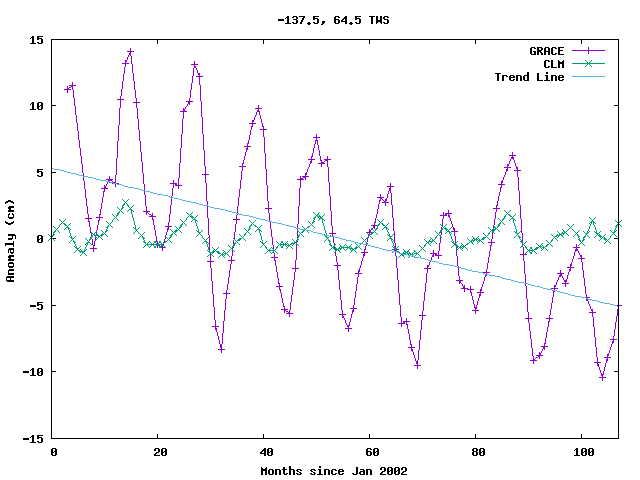 -137.5, 64.5 TWS
GRACE
CLM
Trend Line
15
10
5
0
-5
-10
-15
Anomaly (cm)
0 20 40 60 80 100
Months since Jan 2002